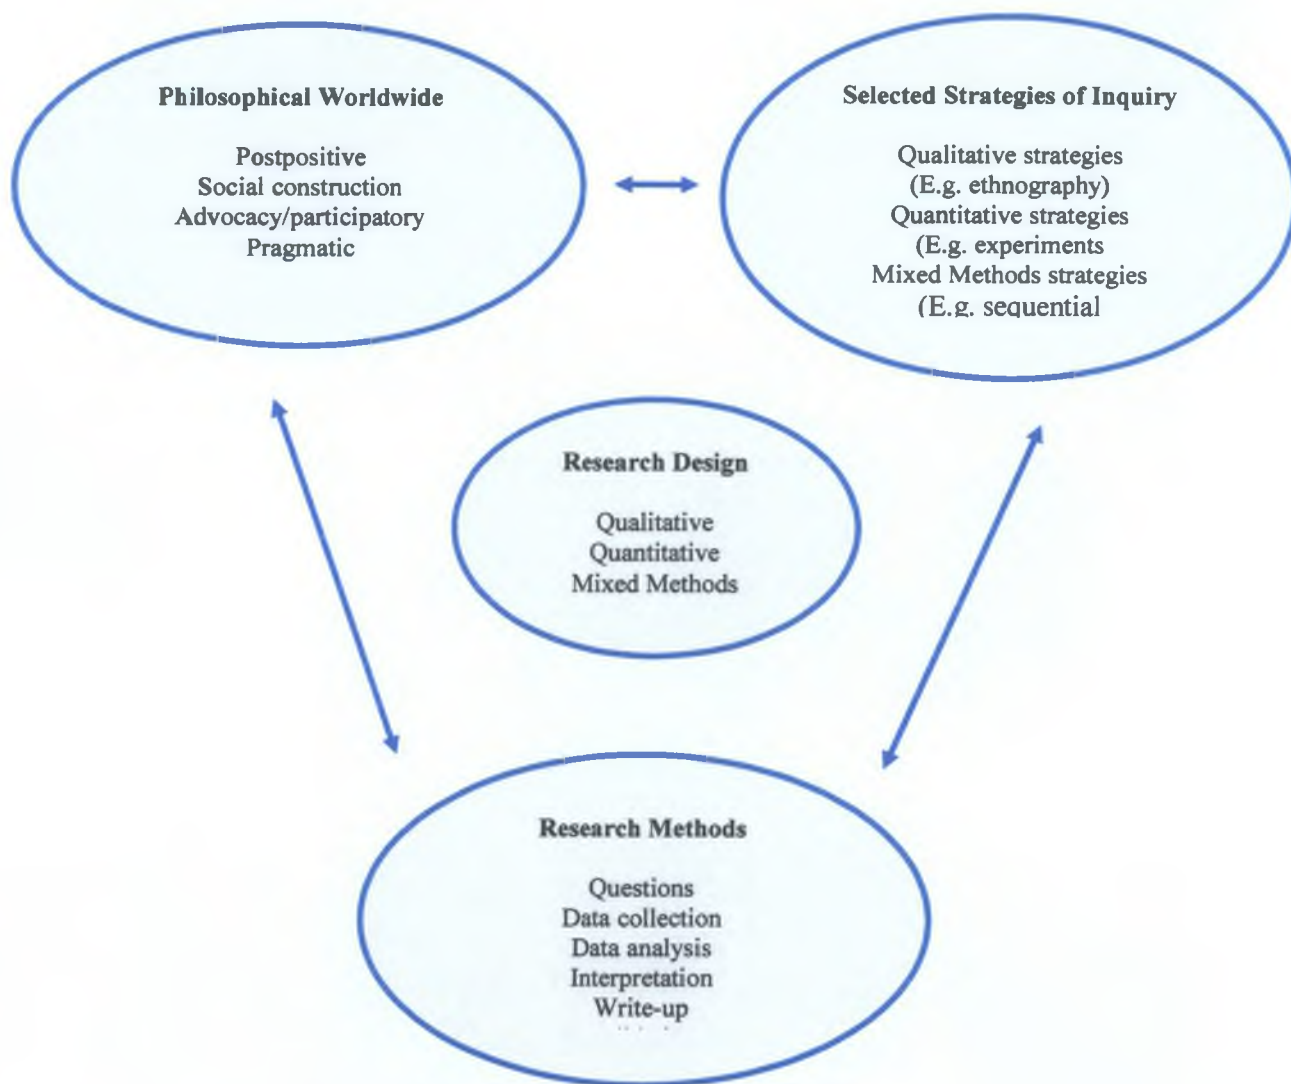 Philosophical Worldwide
Postpositive
Social construction
Advocacy/participatory
Pragmatic
Selected Strategies of Inquiry
Qualitative strategies
(E.g. ethnography)
Quantitative strategies
(E.g. experiments
Mixed Methods strategies
(E.g. sequential
Research Design
Qualitative
Quantitative
Mixed Methods
Research Methods
Questions
Data collection
Data analysis
Interpretation
Write-up